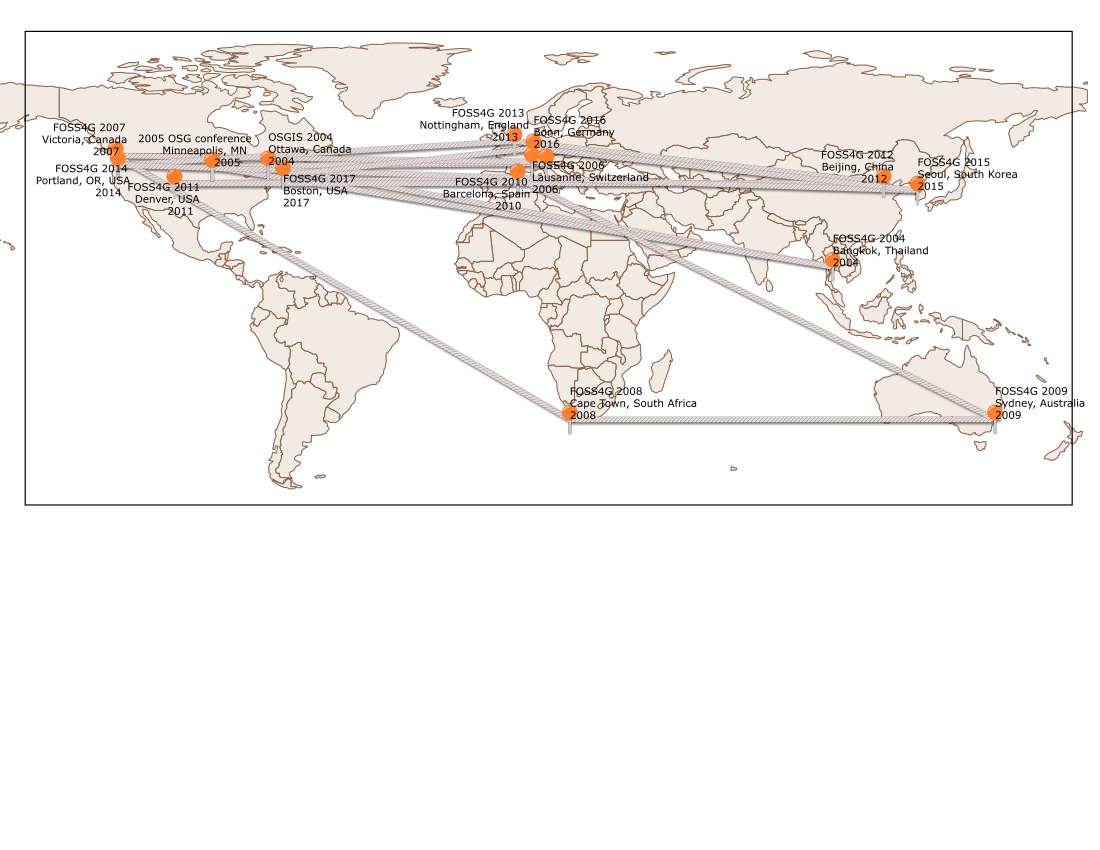 FOSS4G 2007
Victoria, Canada
2007
FOSS4G 2014
Portland, OR, USA
2014
2005 OSG conference
Minneapolis, MN
2005
FOSS4G 2011
Denver, USA
2011
OSGIS 2004
Ottawa, Canada
2004
FOSS4G 2017
Boston, USA
2017
FOSS4G 2013
Nottingham, England
2013
FOSS4G 2016
Bonn, Germany
2016
FOSS4G 2006
Lausanne, Switzerland
2006
FOSS4G 2010
Barcelona, Spain
2010
FOSS4G 2012
Beijing, China
2012
FOSS4G 2015
Seoul, South Korea
2015
FOSS4G 2004
Bangkok, Thailand
2004
FOSS4G 2008
Cape Town, South Africa
2008
FOSS4G 2009
Sydney, Australia
2009